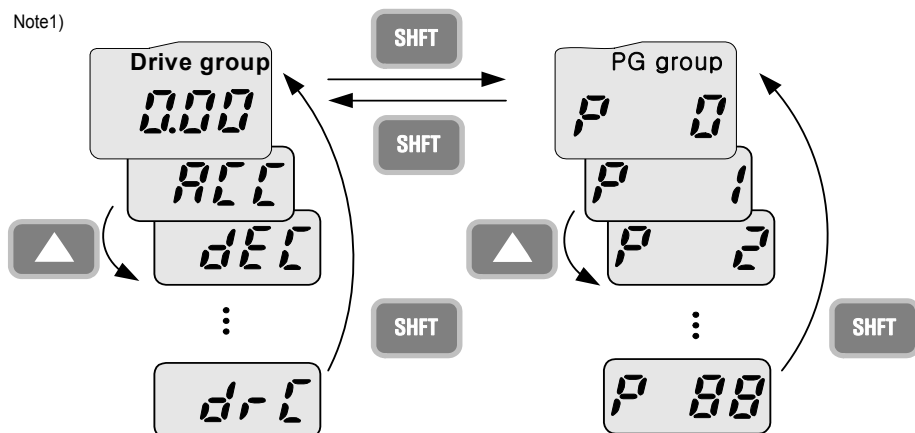 Note1)
SHFT
Drive group
PG group
0.00
P 0
SHFT
ACC
P 1
dEC
P 2
SHFT
SHFT
drC
P 88